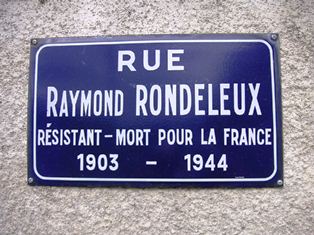 RUE
RAYMOND RONDELEUX
RÉSISTANT - MORT POUR LA FRANCE
1903 - 1944